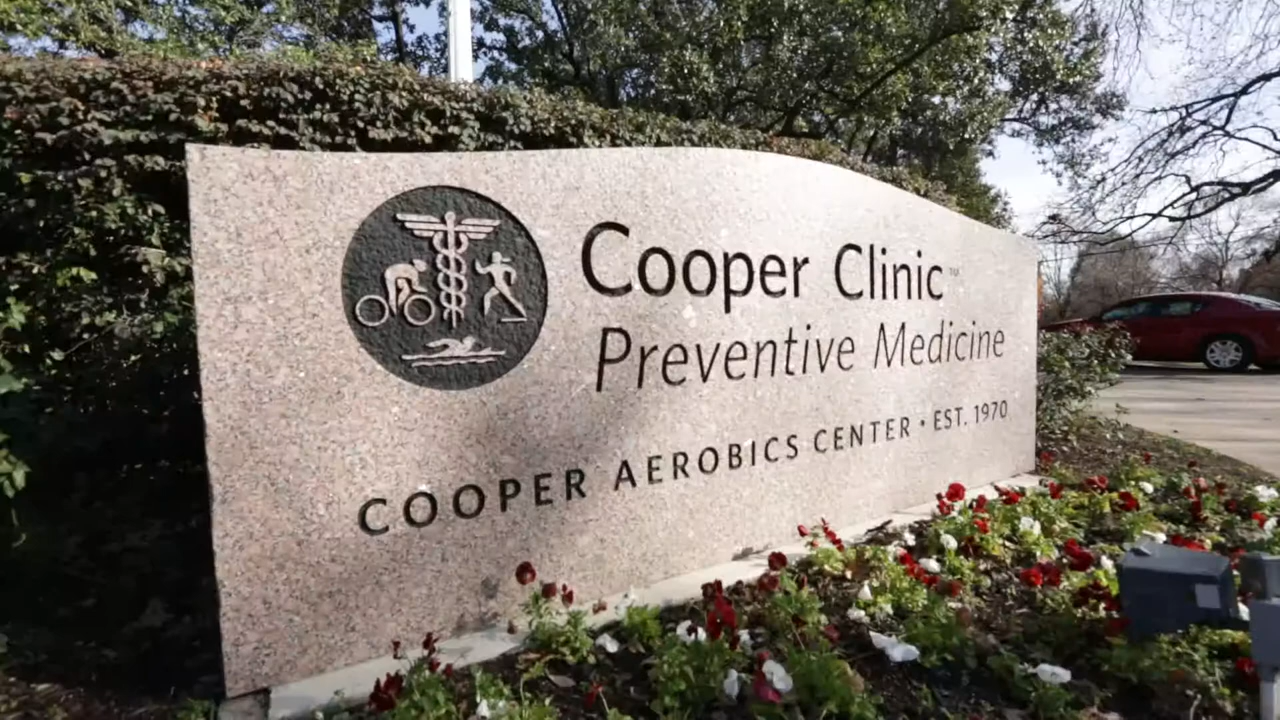 Cooper Clinic™
Preventive Medicine
COOPER AEROBICS CENTER • EST. 1970